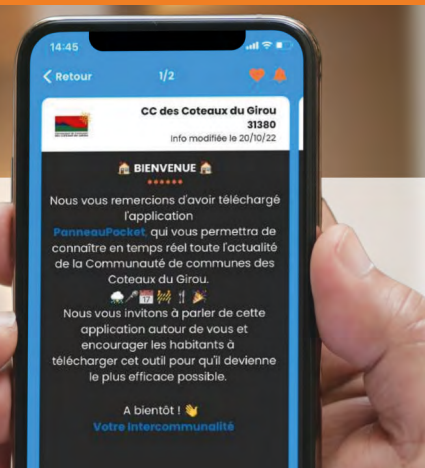 14:45
Retour
1/2
CC des Coteaux du Girou
31380
Info modifiée le 20/10/22
🏠 BIENVENUE 🏠
Nous vous remercions d'avoir téléchargé
l'application
PanneauPocket, qui vous permettra de
connaître en temps réel toute l'actualité
de la Communauté de communes des
Coteaux du Girou.
Nous vous invitons à parler de cette
application autour de vous et
encourager les habitants à
télécharger cet outil pour qu'il devienne
le plus efficace possible.
A bientôt ! 👋
Votre Intercommunalité